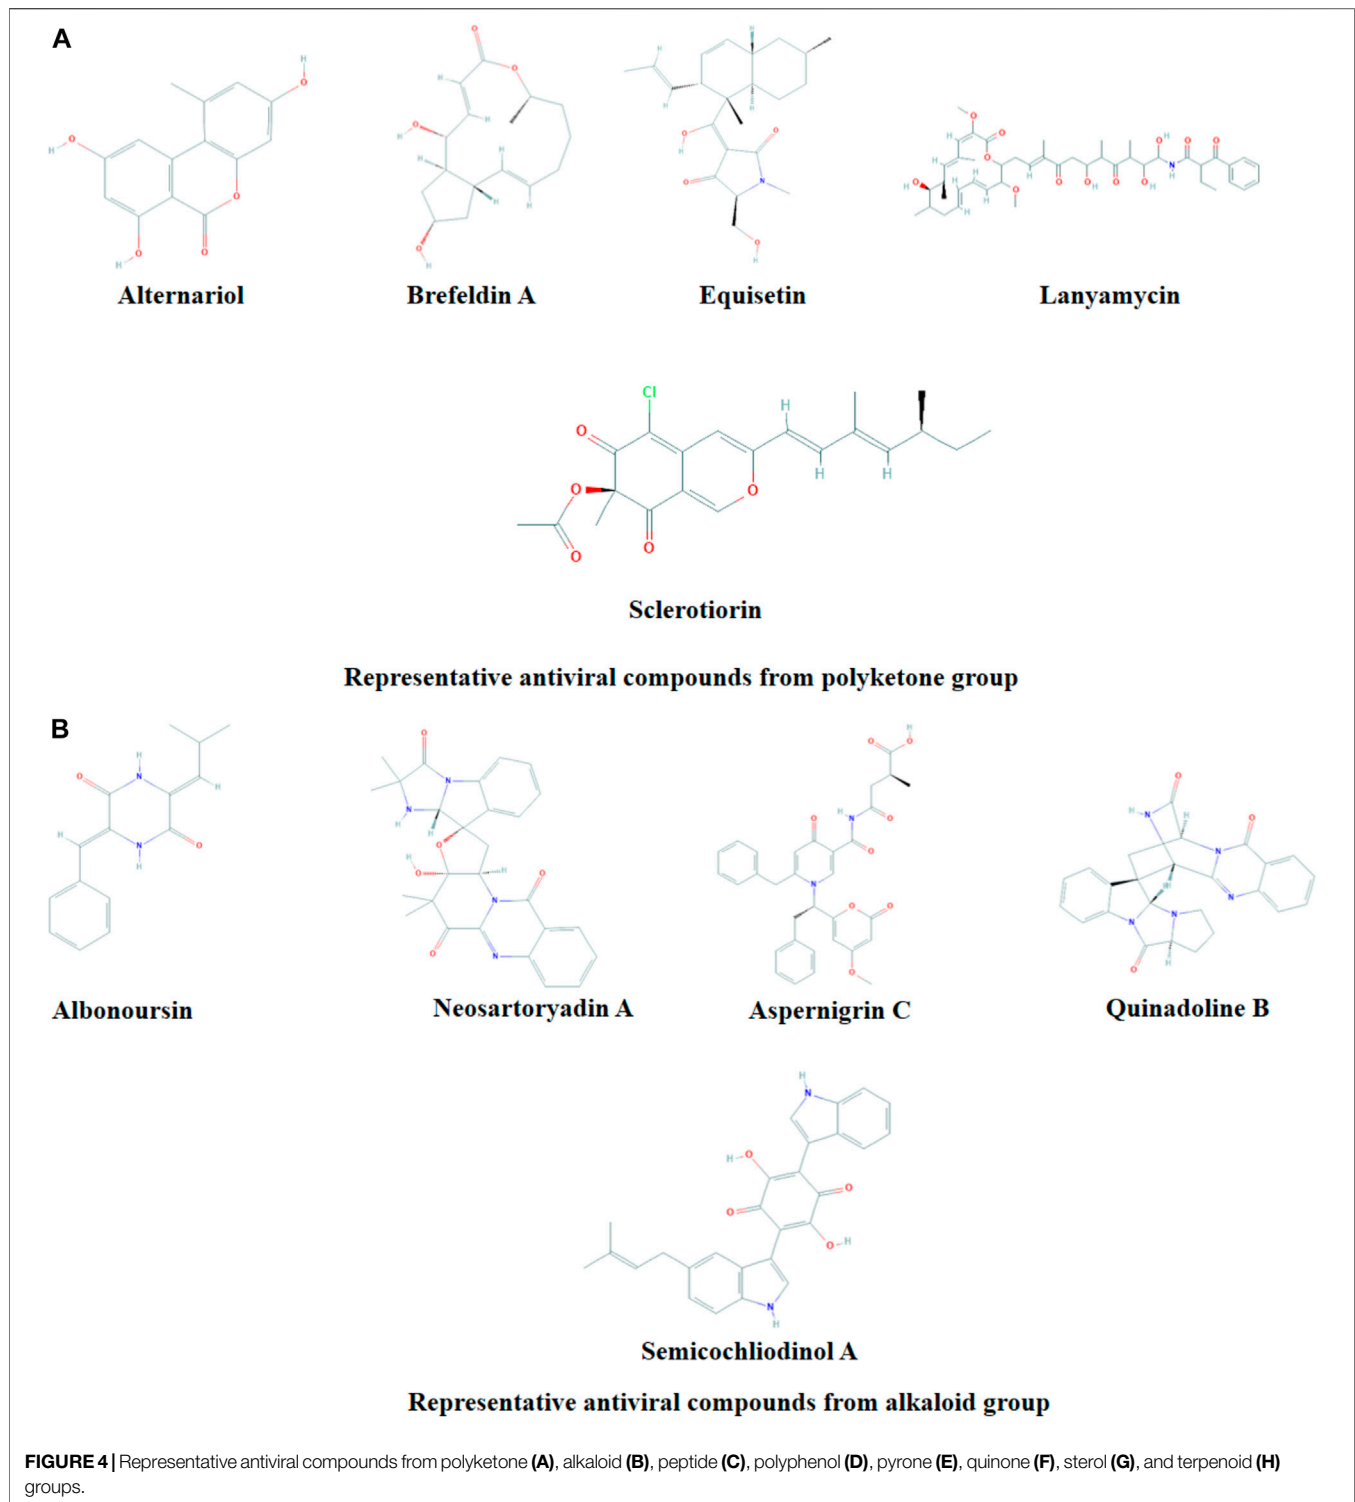 A
Alternariol
Brefeldin A
Equisetin
Lanyamycin
Sclerotiorin
Representative antiviral compounds from polyketone group
B
Albonoursin
Neosartoryadin A
Aspernigrin C
Quinadoline B
Semicochliodinol A
Representative antiviral compounds from alkaloid group
FIGURE 4 | Representative antiviral compounds from polyketone (A), alkaloid (B), peptide (C), polyphenol (D), pyrone (E), quinone (F), sterol (G), and terpenoid (H)
groups.